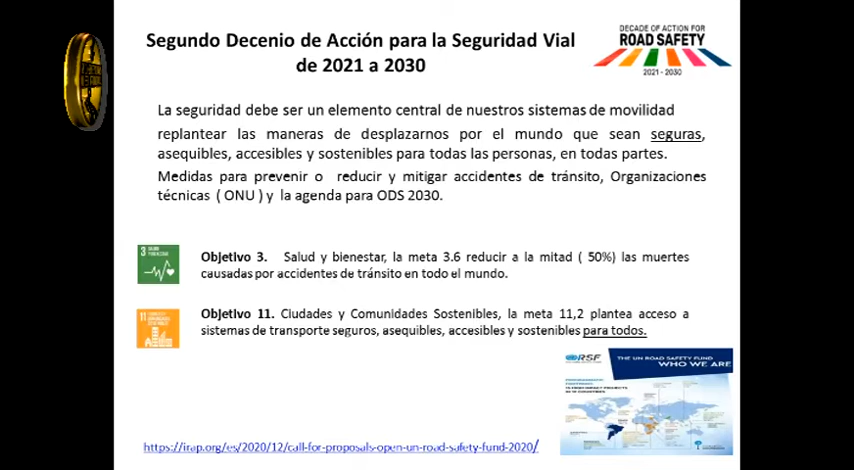 Segundo Decenio de Acción para la Seguridad Vial
de 2021 a 2030
DECADE OF ACTION FOR
ROAD SAFETY
2021 - 2030
La seguridad debe ser un elemento central de nuestros sistemas de movilidad
replantear las maneras de desplazarnos por el mundo que sean seguras,
asequibles, accesibles y sostenibles para todas las personas, en todas partes.
Medidas para prevenir o reducir y mitigar accidentes de tránsito, Organizaciones
técnicas ( ONU ) y la agenda para ODS 2030.
3 SALUD
Objetivo 3. Salud y bienestar, la meta 3.6 reducir a la mitad ( 50%) las muertes
causadas por accidentes de tránsito en todo el mundo.
11
Objetivo 11. Ciudades y Comunidades Sostenibles, la meta 11,2 plantea acceso a
sistemas de transporte seguros, asequibles, accesibles y sostenibles para todos.
RSF
THE UN ROAD SAFETY FUND
WHO WE ARE
https://irap.org/es/2020/12/call-for-proposals-open-un-road-safety-fund-2020/